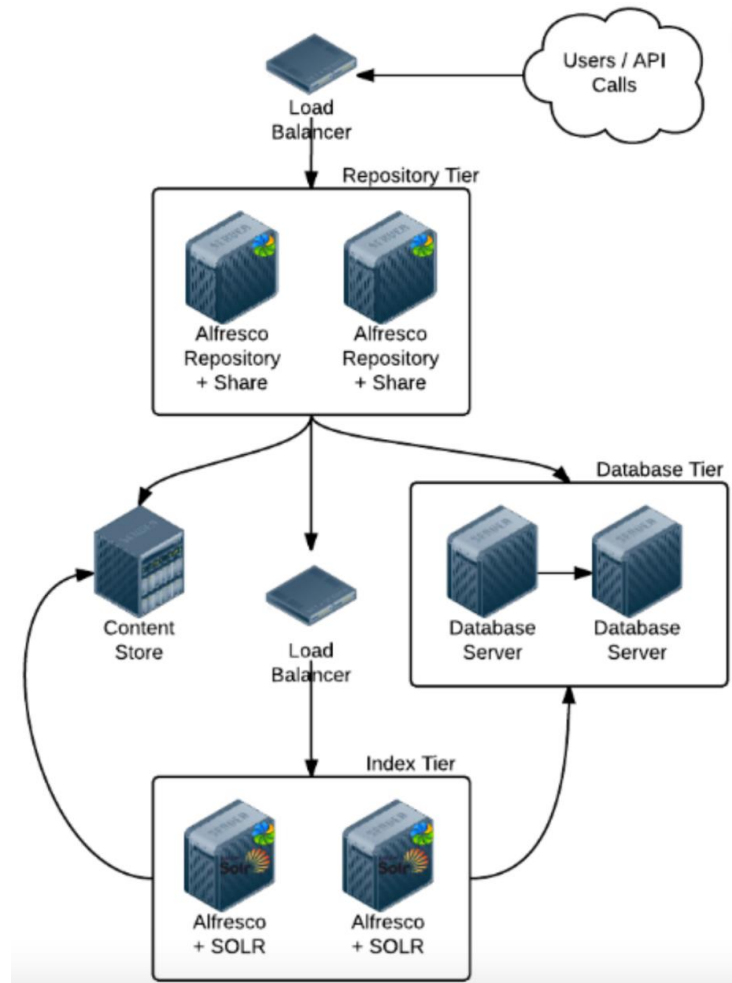 Users / API
Calls
Load
Balancer
Repository Tier
Alfresco
Repository
+ Share
Alfresco
Repository
+ Share
Database Tier
Content
Store
Load
Balancer
Database
Server
Database
Server
Index Tier
Solr
Solr
Alfresco
+ SOLR
Alfresco
+ SOLR